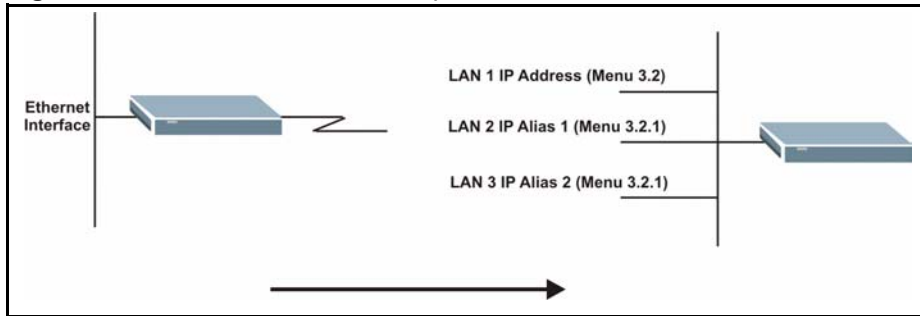 Ethernet
Interface
LAN 1 IP Address (Menu 3.2)
LAN 2 IP Alias 1 (Menu 3.2.1)
LAN 3 IP Alias 2 (Menu 3.2.1)